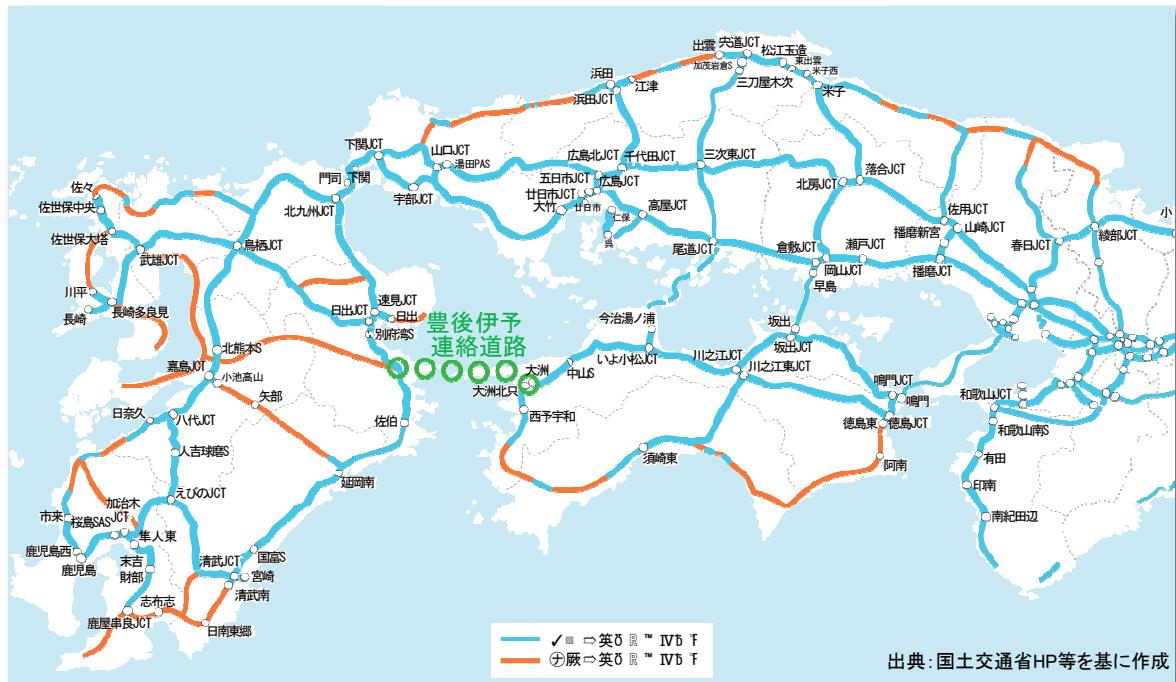 出雲
宍道JCT
松江玉造
東出雲
米子西
加茂岩倉S
三刀屋木次
米子
浜田
江津
浜田JCT
下関JCT
山口JCT
湯田PAS
広島北JCT
千代田JCT
三次東JCT
落合JCT
北房JCT
門司
下関
宇部JCT
五日市JCT
広島JCT
廿日市JCT
大竹
廿日市
仁保
呉
高屋JCT
尾道JCT
倉敷JCT
瀬戸JCT
岡山JCT
早島
佐用JCT
播磨新宮
山崎JCT
播磨JCT
春日JCT
綾部JCT
小
佐々
佐世保中央
佐世保大塔
武雄JCT
鳥栖JCT
北九州JCT
川平
長崎
長崎多良見
日出JCT
速見JCT
日出
別府湾S
豊後伊予
連絡道路
今治湯ノ浦
いよ小松JCT
大洲
中山S
大洲北只
西予宇和
川之江JCT
川之江東JCT
坂出
坂出JCT
鳴門JCT
鳴門
徳島東
徳島JCT
阿南
須崎東
和歌山JCT
和歌山南S
有田
印南
南紀田辺
北熊本S
嘉島JCT
小池高山
矢部
日奈久
八代JCT
人吉球磨S
佐伯
延岡南
えびのJCT
加治木
JCT
市来
桜島SAS
鹿児島西
鹿児島
隼人東
末吉
財部
清武JCT
国富S
宮崎
清武南
志布志
鹿屋串良JCT
日南東郷
出典：国土交通省HP等を基に作成